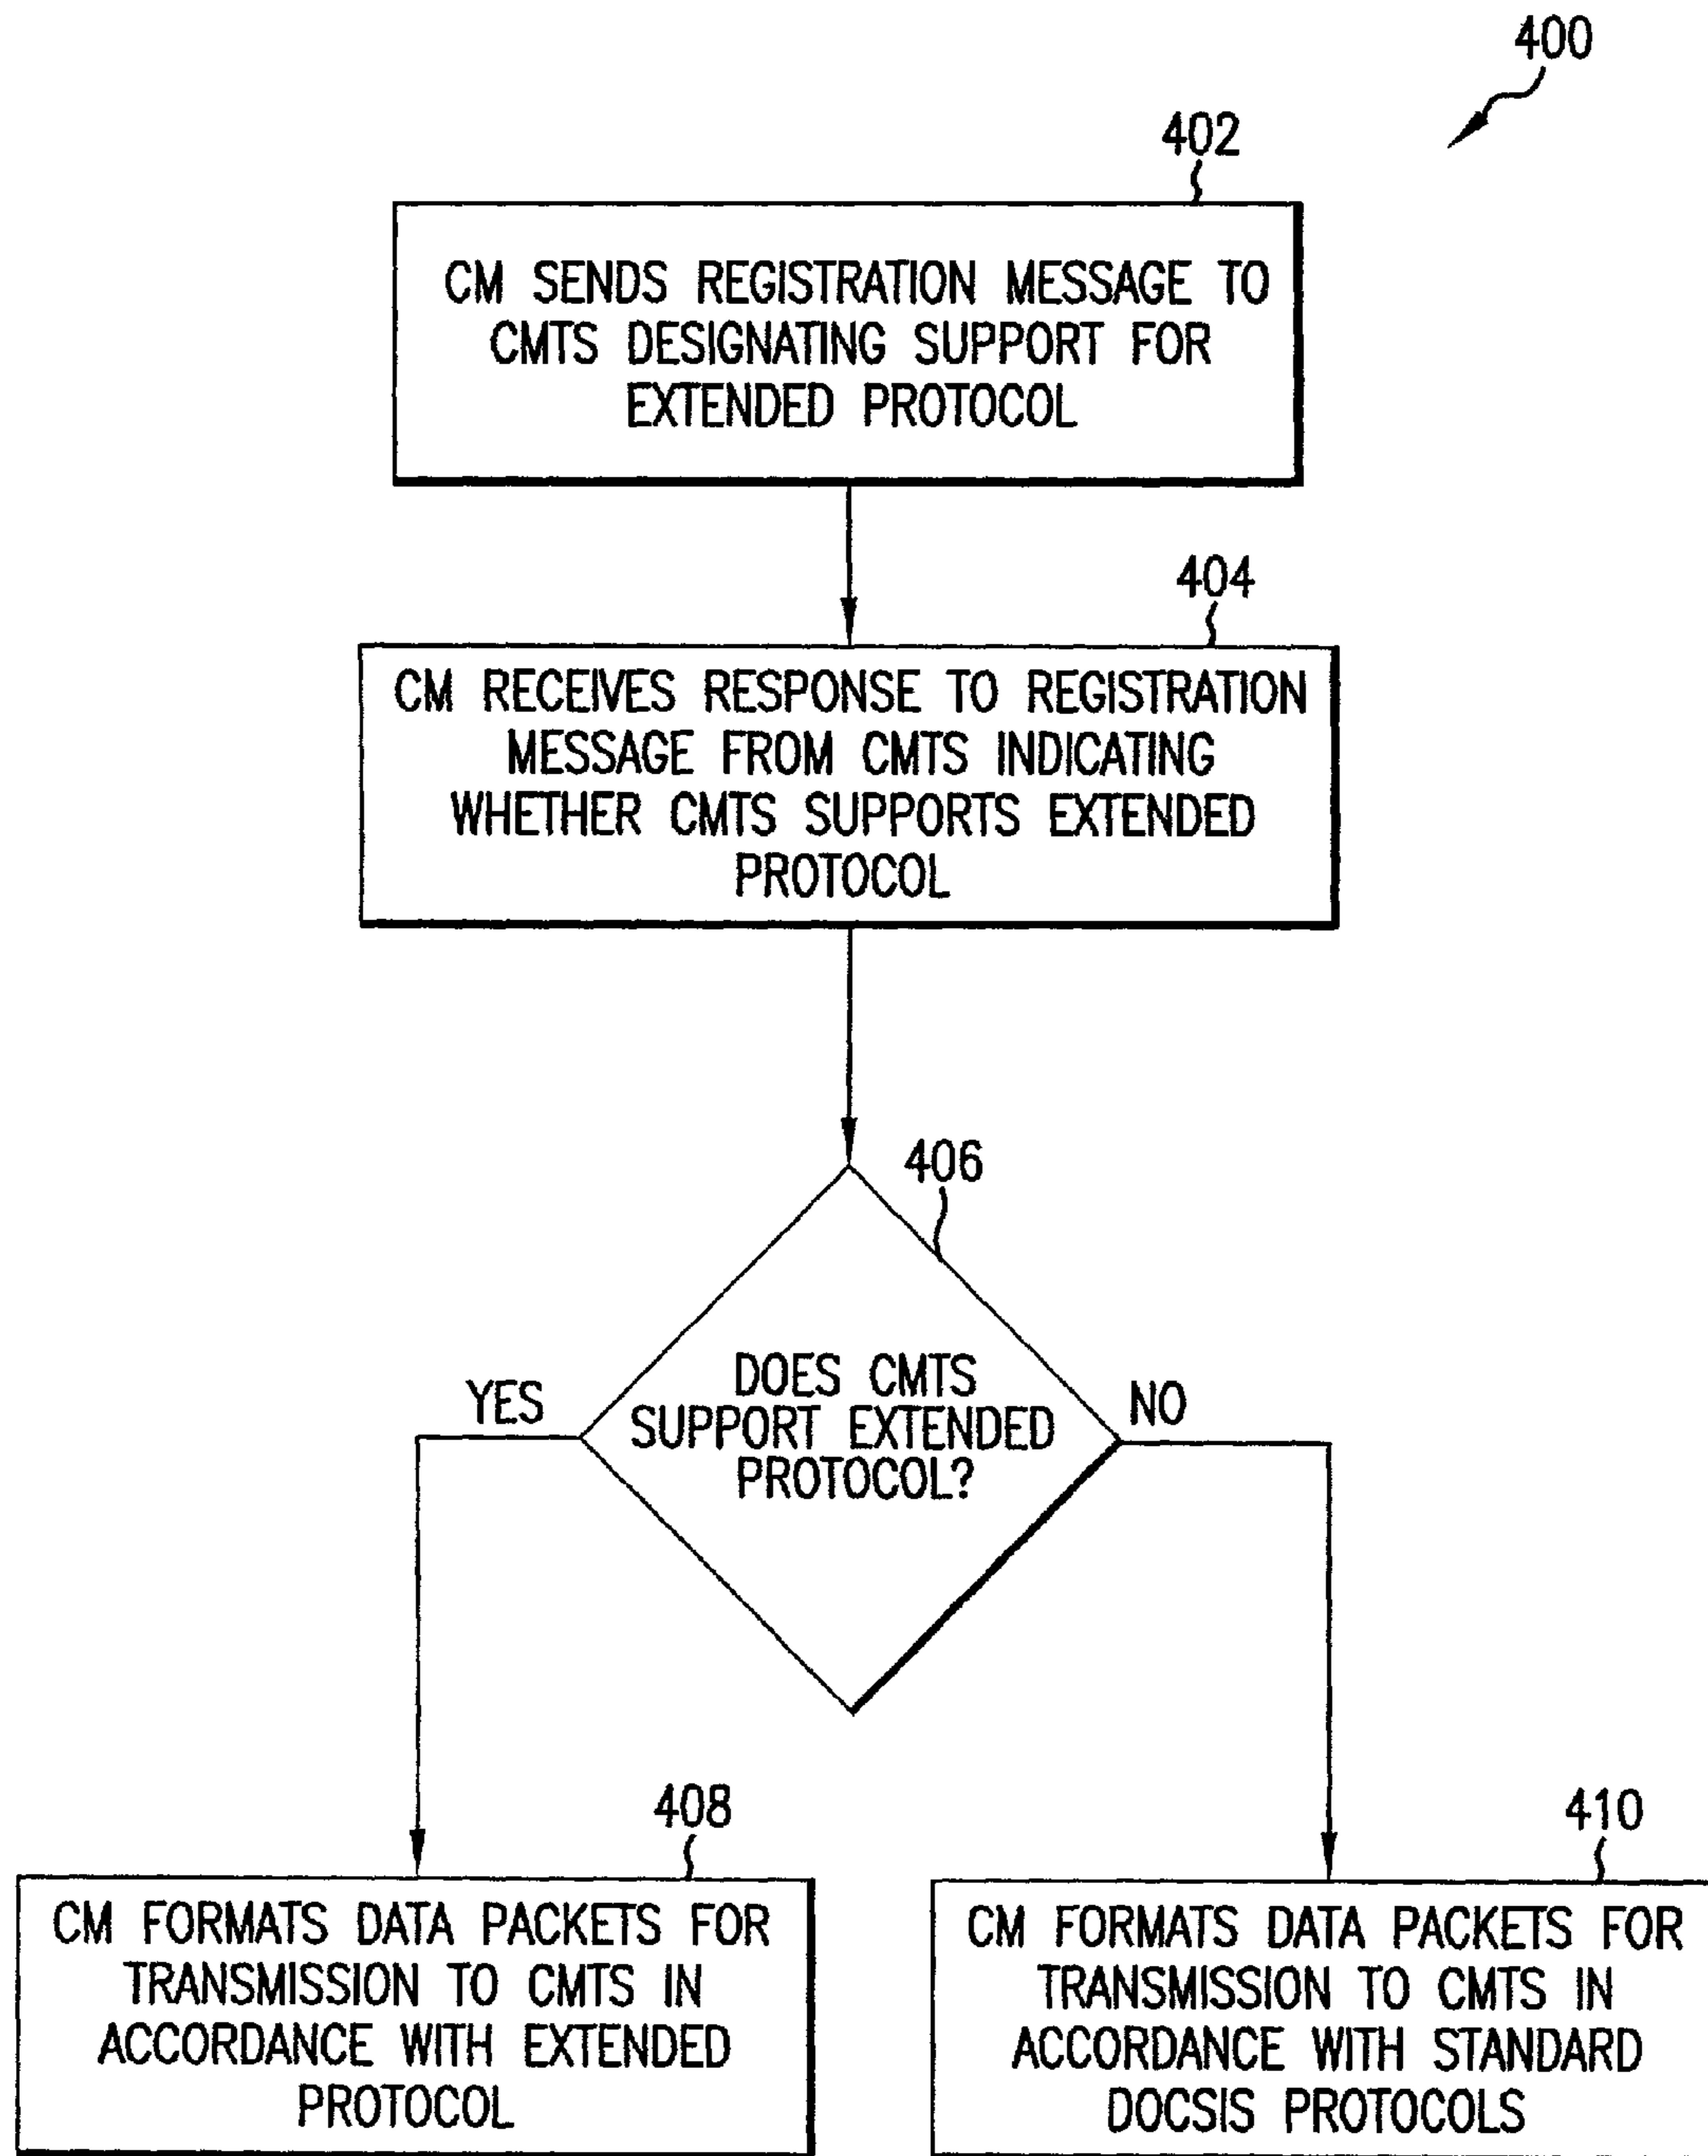 400
402
CM SENDS REGISTRATION MESSAGE TO
CMTS DESIGNATING SUPPORT FOR
EXTENDED PROTOCOL
404
CM RECEIVES RESPONSE TO REGISTRATION
MESSAGE FROM CMTS INDICATING
WHETHER CMTS SUPPORTS EXTENDED
PROTOCOL
406
DOES CMTS
SUPPORT EXTENDED
PROTOCOL?
YES
NO
408
CM FORMATS DATA PACKETS FOR
TRANSMISSION TO CMTS IN
ACCORDANCE WITH EXTENDED
PROTOCOL
410
CM FORMATS DATA PACKETS FOR
TRANSMISSION TO CMTS IN
ACCORDANCE WITH STANDARD
DOCSIS PROTOCOLS